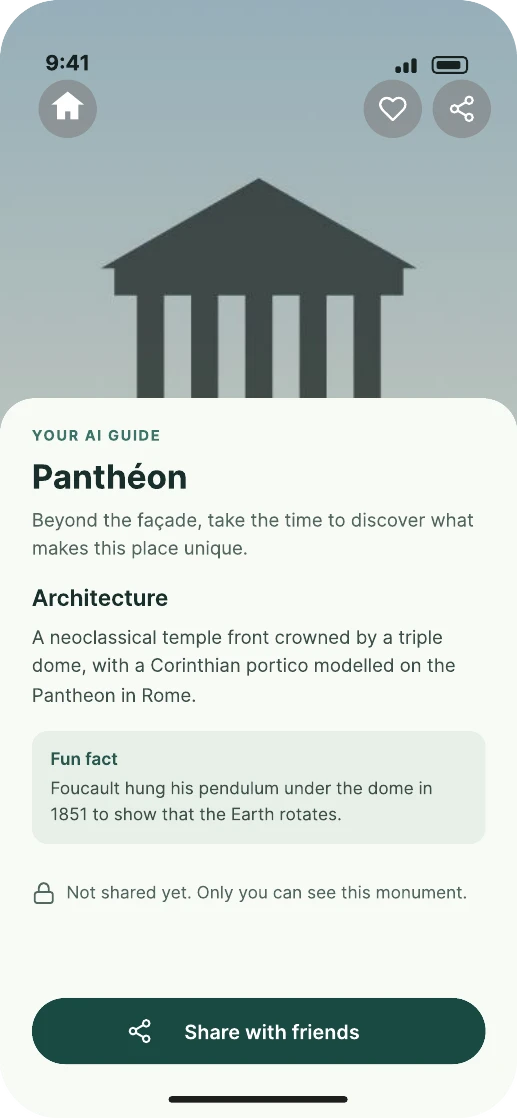 9:41
YOUR AI GUIDE
Panthéon
Beyond the façade, take the time to discover what
makes this place unique.
Architecture
A neoclassical temple front crowned by a triple
dome, with a Corinthian portico modelled on the
Pantheon in Rome.
Fun fact
Foucault hung his pendulum under the dome in
1851 to show that the Earth rotates.
Not shared yet. Only you can see this monument.
Share with friends